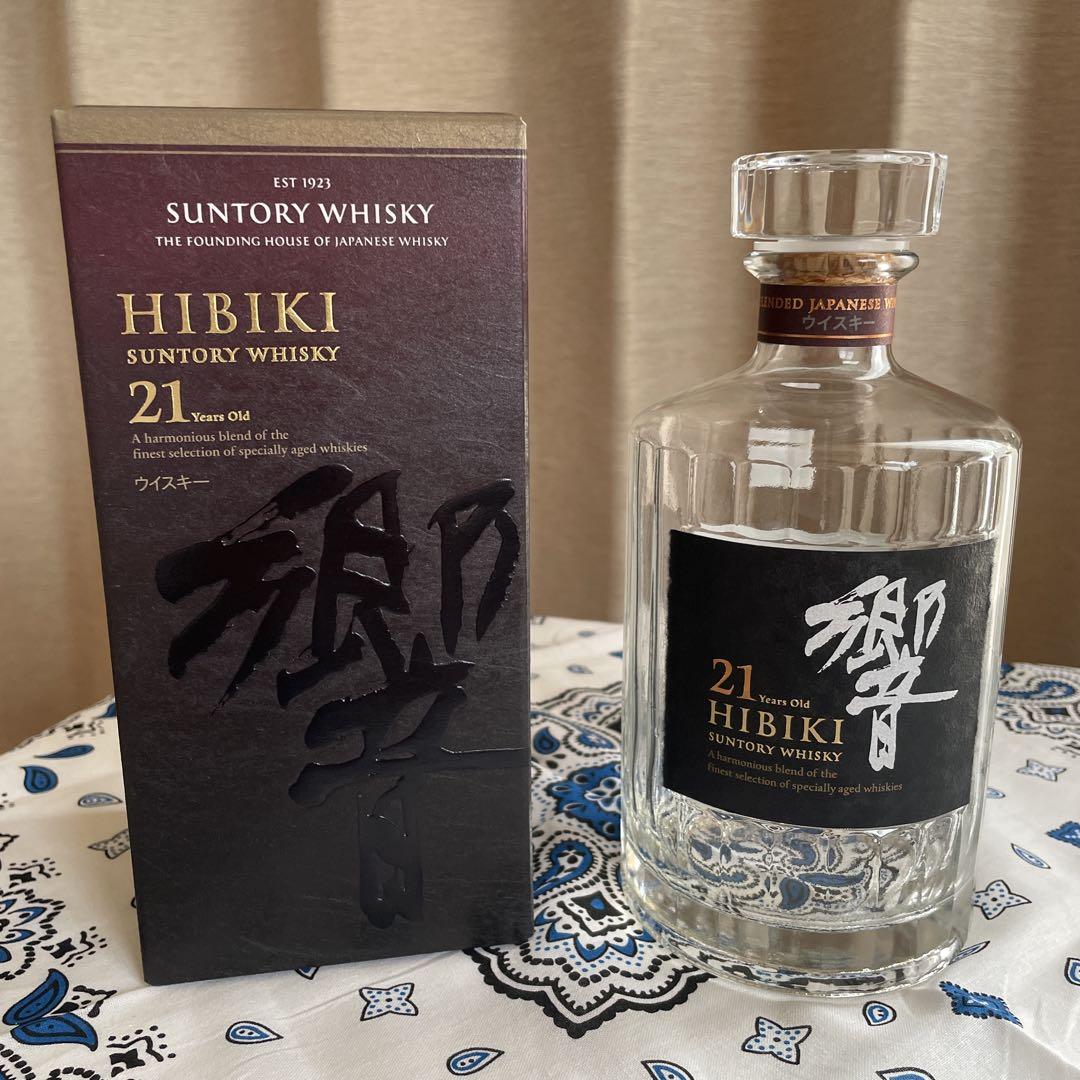 EST 1923
SUNTORY WHISKY
THE FOUNDING HOUSE OF JAPANESE WHISKY
HIBIKI
SUNTORY WHISKY
21 Years Old
A harmonious blend of the
finest selection of specially aged whiskies
ウイスキー
響
JAPANESE
ウイスキー
響
21 Years Old
HIBIKI
SUNTORY WHISKY
A harmonious blend of the
finest selection of specially aged whiskies